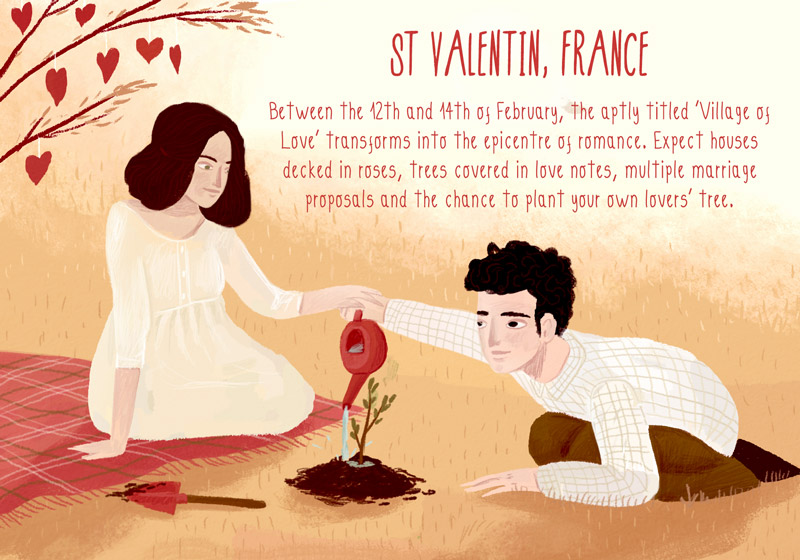 ST VALENTIN, FRANCE
Between the 12th and 14th of February, the aptly titled 'Village of
Love' transforms into the epicentre of romance. Expect houses
decked in roses, trees covered in love notes, multiple marriage
proposals and the chance to plant your own lovers' tree.